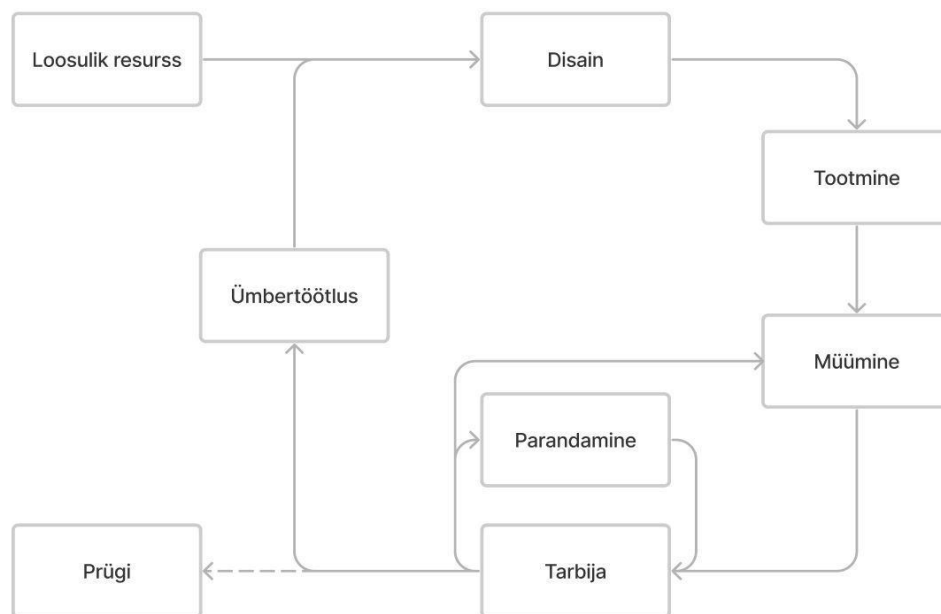 Loosulik resurss
Disain
Tootmine
Ümbertöötlus
Müümine
Parandamine
Prügi
Tarbija